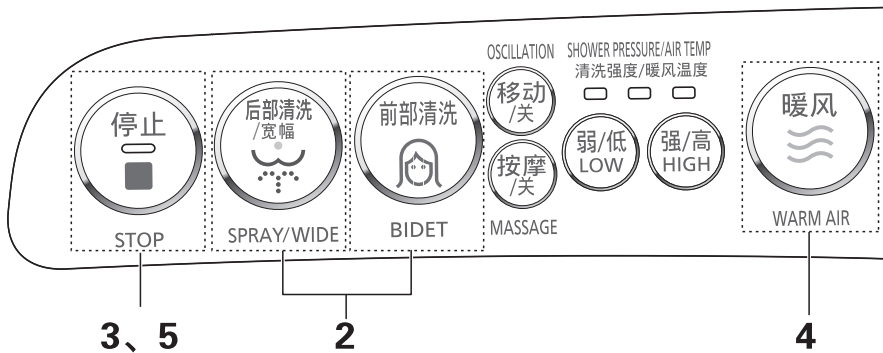 停止
STOP
后部清洗
/宽幅
SPRAY/WIDE
前部清洗
BIDET
OSCILLATION
移动
/关
按摩
/关
MASSAGE
SHOWER PRESSURE/AIR TEMP
清洗强度/暖风温度
弱/低
LOW
强/高
HIGH
暖风
WARM AIR
3、5
2
4